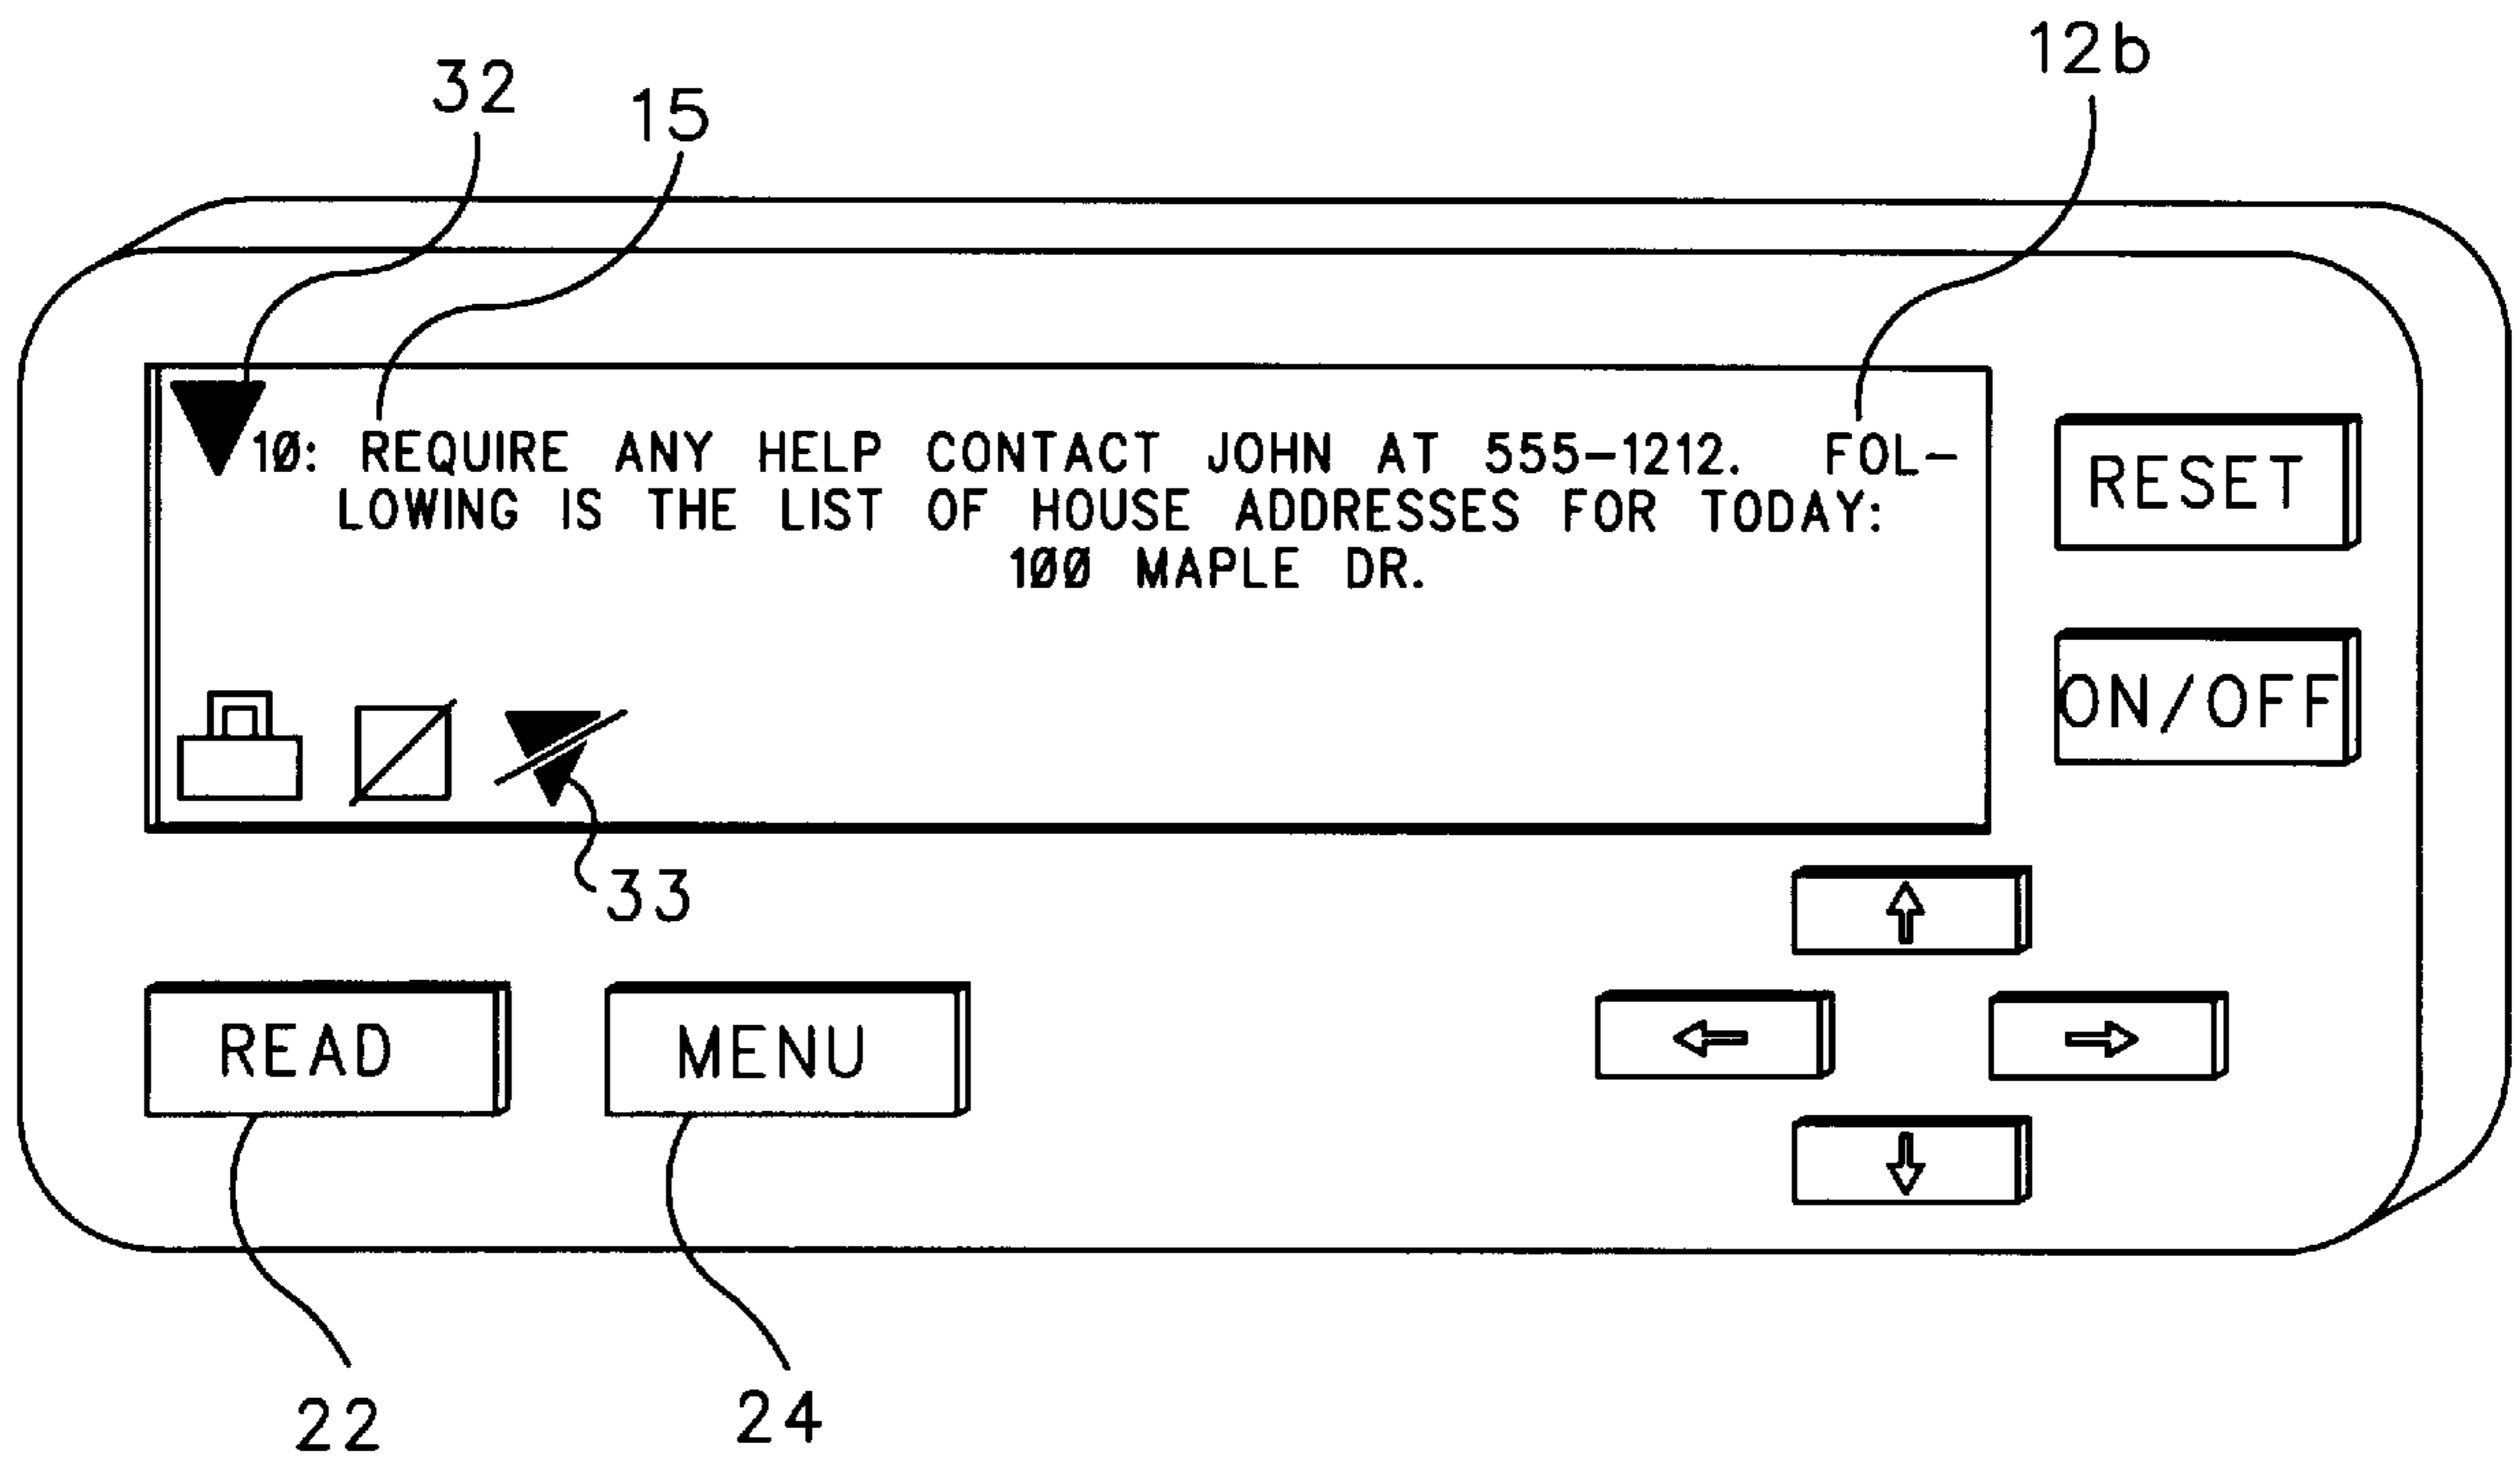 12b
32
15
10: REQUIRE ANY HELP CONTACT JOHN AT 555-1212. FOL-
LOWING IS THE LIST OF HOUSE ADDRESSES FOR TODAY:
100 MAPLE DR.
RESET
ON/OFF
33
READ
MENU
22
24